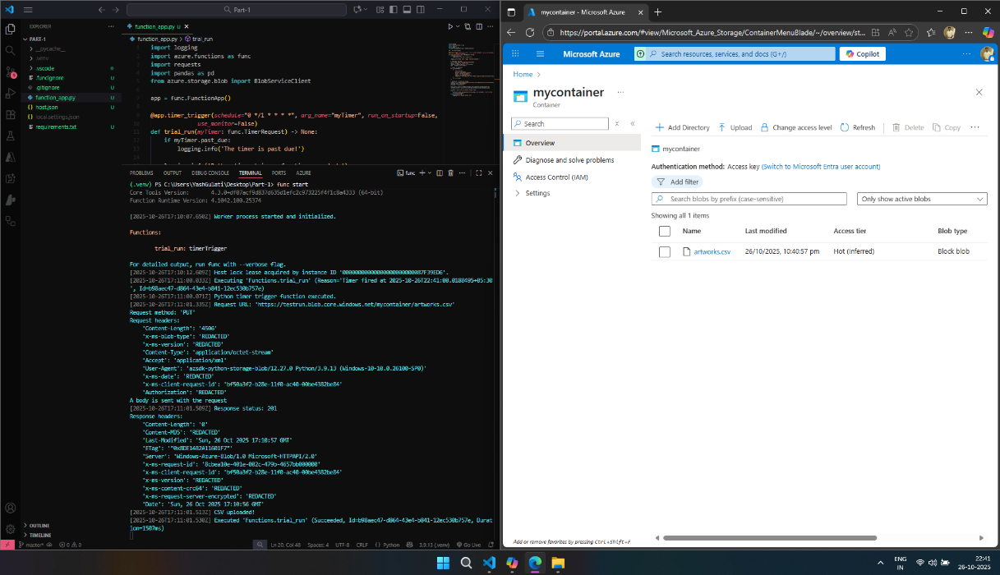 Part-1
EXPLORER
PART-1
__pycache__
.venv
.vscode
.funcignore U
.gitignore U
function_app.py U
host.json U
local.settings.json
requirements.txt U
OUTLINE
TIMELINE
function_app.py U
function_app.py > trial_run
import logging
import azure.functions as func
import requests
import pandas as pd
from azure.storage.blob import BlobServiceClient
app = func.FunctionApp()
@app.timer_trigger(schedule="0 */1 * * * *", arg_name="myTimer", run_on_startup=False,
use_monitor=False)
def trial_run(myTimer: func.TimerRequest) -> None:
if myTimer.past_due:
logging.info('The timer is past due!')
PROBLEMS OUTPUT DEBUG CONSOLE TERMINAL PORTS AZURE
func
(.venv) PS C:\Users\YashGulati\Desktop\Part-1> func start
Core Tools Version: 4.3.0+df07acf9d837d635d1efc2c973225f4f1c8a4333 (64-bit)
Function Runtime Version: 4.1042.100.25374
[2025-10-26T17:10:07.650Z] Worker process started and initialized.
Functions:
trial_run: timerTrigger
For detailed output, run func with --verbose flag.
[2025-10-26T17:10:12.609Z] Host lock lease acquired by instance ID '000000000000000000000000087F39ED6'.
[2025-10-26T17:11:00.033Z] Executing 'Functions.trial_run' (Reason='Timer fired at 2025-10-26T22:41:00.0188495+05:30
', Id=b98aec47-d864-43e4-b841-12ec530b757e)
[2025-10-26T17:11:00.071Z] Python timer trigger function executed.
[2025-10-26T17:11:01.335Z] Request URL: 'https://testrun.blob.core.windows.net/mycontainer/artworks.csv'
Request method: 'PUT'
Request headers:
'Content-Length': '4506'
'x-ms-blob-type': 'REDACTED'
'x-ms-version': 'REDACTED'
'Content-Type': 'application/octet-stream'
'Accept': 'application/xml'
'User-Agent': 'azsdk-python-storage-blob/12.27.0 Python/3.9.13 (Windows-10-10.0.26100-SP0)'
'x-ms-date': 'REDACTED'
'x-ms-client-request-id': 'bf50a3f2-b28e-11f0-ac40-00be4382be84'
'Authorization': 'REDACTED'
A body is sent with the request
[2025-10-26T17:11:01.509Z] Response status: 201
Response headers:
'Content-Length': '0'
'Content-MD5': 'REDACTED'
'Last-Modified': 'Sun, 26 Oct 2025 17:10:57 GMT'
'ETag': '"0x8DE1482A11601F7"'
'Server': 'Windows-Azure-Blob/1.0 Microsoft-HTTPAPI/2.0'
'x-ms-request-id': '8cbea10e-401e-002c-479b-4657bb000000'
'x-ms-client-request-id': 'bf50a3f2-b28e-11f0-ac40-00be4382be84'
'x-ms-version': 'REDACTED'
'x-ms-content-crc64': 'REDACTED'
'x-ms-request-server-encrypted': 'REDACTED'
'Date': 'Sun, 26 Oct 2025 17:10:56 GMT'
[2025-10-26T17:11:01.513Z] CSV uploaded!
[2025-10-26T17:11:01.530Z] Executed 'Functions.trial_run' (Succeeded, Id=b98aec47-d864-43e4-b841-12ec530b757e, Durat
ion=1507ms)
master* 0 0 Ln 20, Col 48 Spaces: 4 UTF-8 CRLF Python 3.9.13 (.venv) Go Live
mycontainer - Microsoft Azure
https://portal.azure.com/#view/Microsoft_Azure_Storage/ContainerMenuBlade/~/overview/st...
Microsoft Azure
Search resources, services, and docs (G+/)
Copilot
Home
mycontainer
Container
Search
Overview
Diagnose and solve problems
Access Control (IAM)
Settings
Add Directory Upload Change access level Refresh Delete Copy
mycontainer
Authentication method: Access key (Switch to Microsoft Entra user account)
Add filter
Search blobs by prefix (case-sensitive)
Only show active blobs
Showing all 1 items
Name Last modified Access tier Blob type
artworks.csv 26/10/2025, 10:40:57 pm Hot (Inferred) Block blob
Add or remove favorites by pressing Ctrl+Shift+F
ENG
IN
22:41
26-10-2025